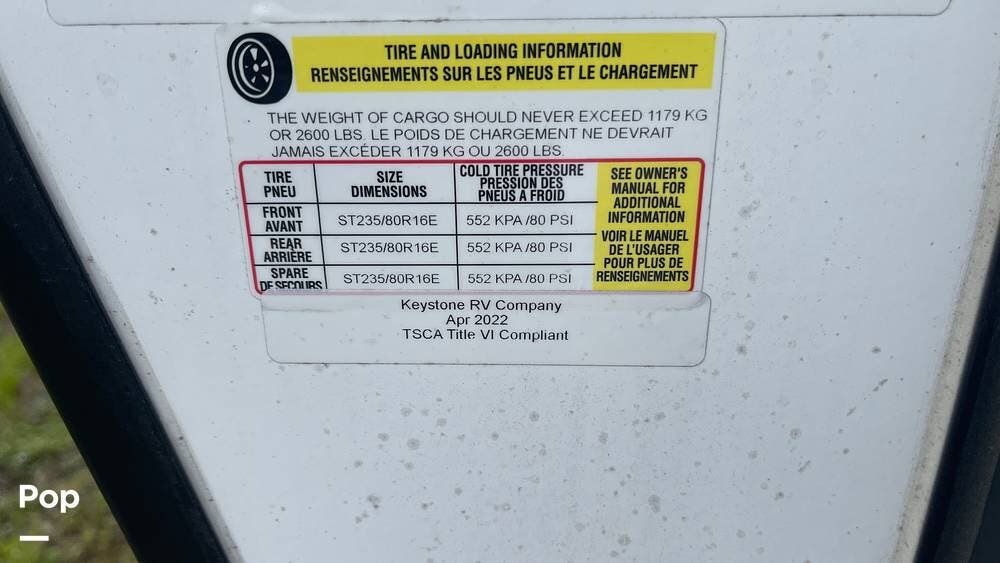 TIRE AND LOADING INFORMATION
RENSEIGNEMENTS SUR LES PNEUS ET LE CHARGEMENT
THE WEIGHT OF CARGO SHOULD NEVER EXCEED 1179 KG
OR 2600 LBS. LE POIDS DE CHARGEMENT NE DEVRAIT
JAMAIS EXCÉDER 1179 KG OU 2600 LBS.
TIRE
PNEU
SIZE
DIMENSIONS
COLD TIRE PRESSURE
PRESSION DES
PNEUS A FROID
FRONT
AVANT
ST235/80R16E
552 KPA /80 PSI
REAR
ARRIÈRE
ST235/80R16E
552 KPA /80 PSI
SPARE
DE SECOURS
ST235/80R16E
552 KPA /80 PSI
SEE OWNER'S
MANUAL FOR
ADDITIONAL
INFORMATION
VOIR LE MANUEL
DE L'USAGER
POUR PLUS DE
RENSEIGNEMENTS
Keystone RV Company
Apr 2022
TSCA Title VI Compliant
Pop